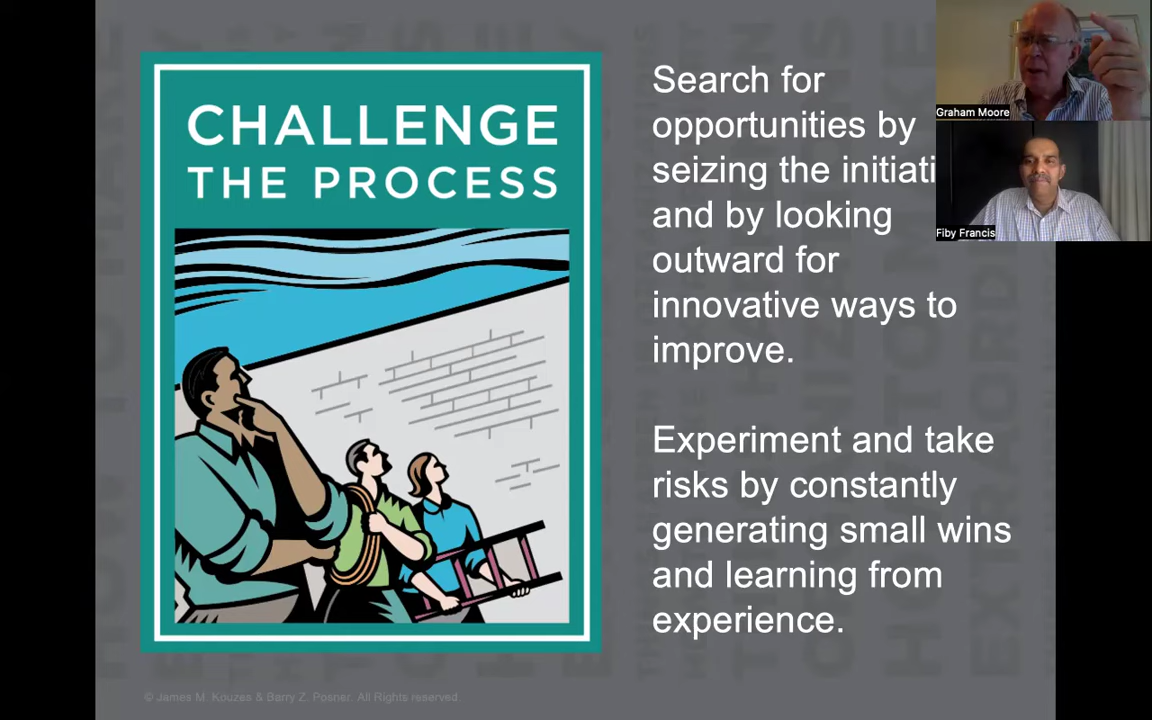 CHALLENGE
THE PROCESS
Search for
opportunities by
seizing the initiati
and by looking
outward for
innovative ways to
improve.
Experiment and take
risks by constantly
generating small wins
and learning from
experience.
Graham Moore
Fiby Francis
© James M. Kouzes & Barry Z. Posner. All Rights reserved.